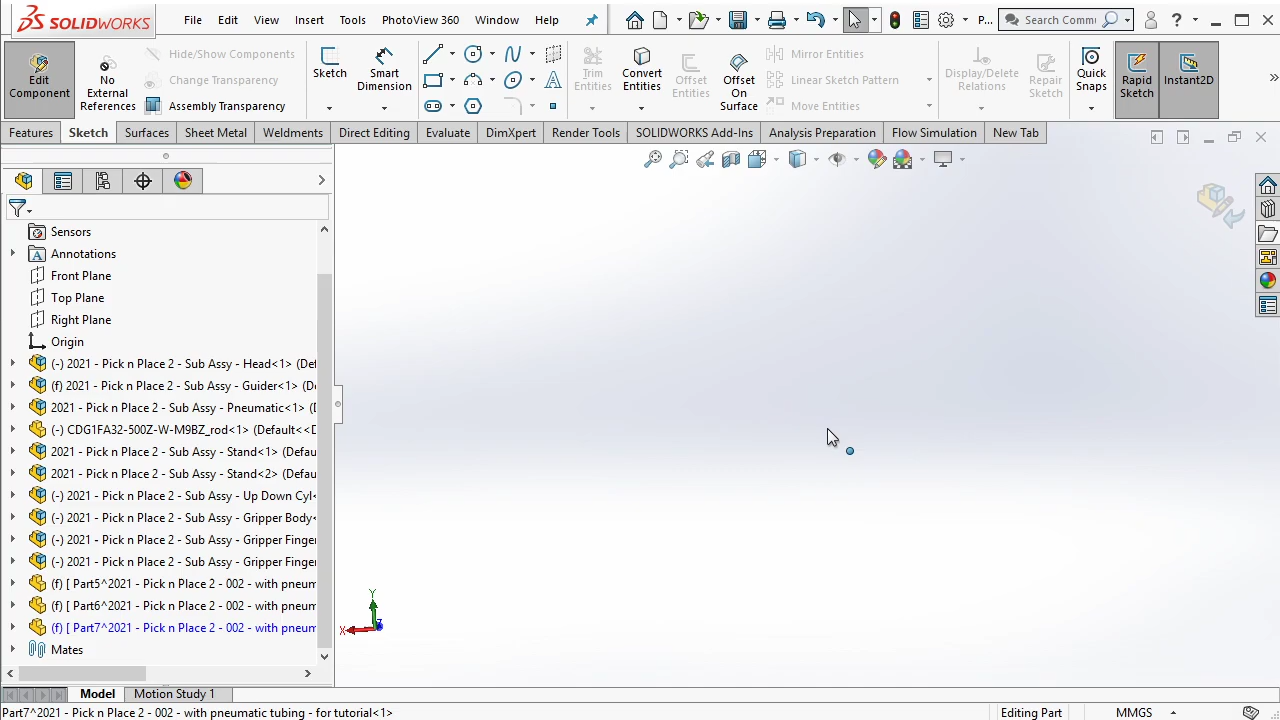 SOLIDWORKS
File Edit View Insert Tools PhotoView 360 Window Help
P... Search Commi
Edit Component
No External References
Hide/Show Components
Change Transparency
Assembly Transparency
Sketch
Smart Dimension
Trim Entities
Convert Entities
Offset Entities
Offset On Surface
Mirror Entities
Linear Sketch Pattern
Move Entities
Display/Delete Relations
Repair Sketch
Quick Snaps
Rapid Sketch
Instant2D
Features Sketch Surfaces Sheet Metal Weldments Direct Editing Evaluate DimXpert Render Tools SOLIDWORKS Add-Ins Analysis Preparation Flow Simulation New Tab
Sensors
Annotations
Front Plane
Top Plane
Right Plane
Origin
(-) 2021 - Pick n Place 2 - Sub Assy - Head<1> (Def
(f) 2021 - Pick n Place 2 - Sub Assy - Guider<1> (D
2021 - Pick n Place 2 - Sub Assy - Pneumatic<1> (D
(-) CDG1FA32-500Z-W-M9BZ_rod<1> (Default<<D
2021 - Pick n Place 2 - Sub Assy - Stand<1> (Defau
2021 - Pick n Place 2 - Sub Assy - Stand<2> (Defau
(-) 2021 - Pick n Place 2 - Sub Assy - Up Down Cyl<
(-) 2021 - Pick n Place 2 - Sub Assy - Gripper Body<
(-) 2021 - Pick n Place 2 - Sub Assy - Gripper Finger
(-) 2021 - Pick n Place 2 - Sub Assy - Gripper Finger
(f) [ Part5^2021 - Pick n Place 2 - 002 - with pneum
(f) [ Part6^2021 - Pick n Place 2 - 002 - with pneum
(f) [ Part7^2021 - Pick n Place 2 - 002 - with pneum
Mates
Y
X
Z
Model Motion Study 1
Part7^2021 - Pick n Place 2 - 002 - with pneumatic tubing - for tutorial<1> Editing Part MMGS